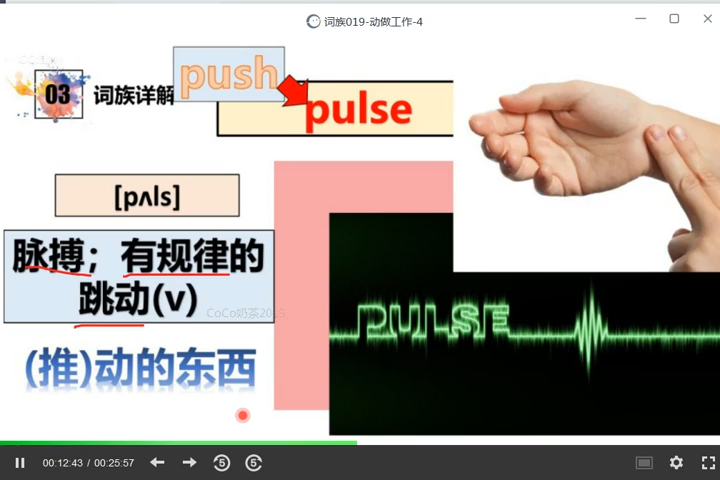 词族019-动做工作-4
push
03
词族详解
pulse
[pʌls]
脉搏；有规律的
跳动(v)
CoCo奶茶2015
(推)动的东西
PULSE
00:12:43 / 00:25:57
5
5